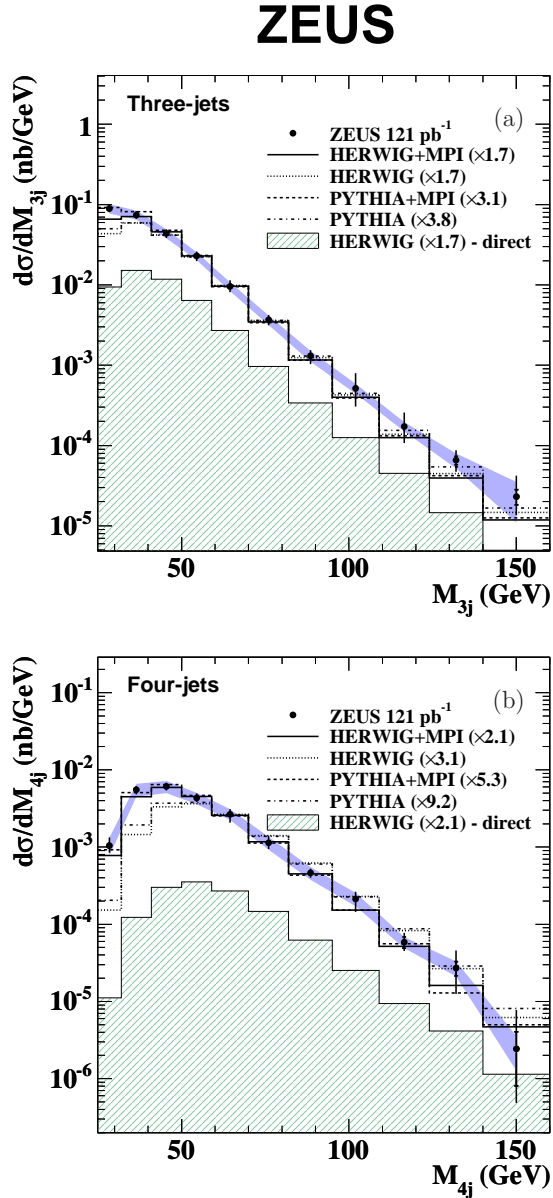 ZEUS
Three-jets
(a)
ZEUS 121 pb⁻¹
HERWIG+MPI (×1.7)
HERWIG (×1.7)
PYTHIA+MPI (×3.1)
PYTHIA (×3.8)
HERWIG (×1.7) - direct
dσ/dM₃ⱼ (nb/GeV)
1
10⁻¹
10⁻²
10⁻³
10⁻⁴
10⁻⁵
50 100 150
M₃ⱼ (GeV)
Four-jets
(b)
ZEUS 121 pb⁻¹
HERWIG+MPI (×2.1)
HERWIG (×3.1)
PYTHIA+MPI (×5.3)
PYTHIA (×9.2)
HERWIG (×2.1) - direct
dσ/dM₄ⱼ (nb/GeV)
10⁻¹
10⁻²
10⁻³
10⁻⁴
10⁻⁵
10⁻⁶
50 100 150
M₄ⱼ (GeV)